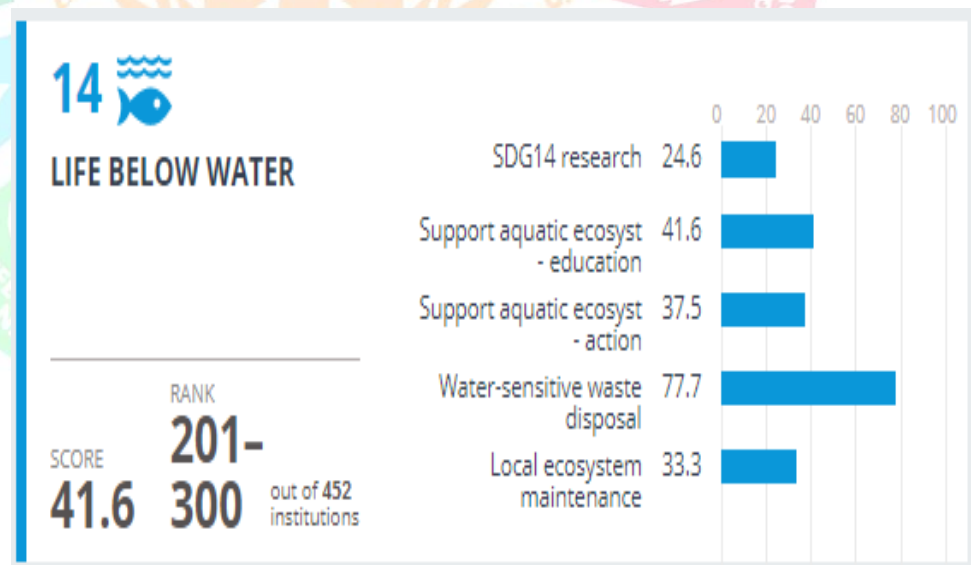 14
LIFE BELOW WATER
SCORE
41.6
RANK
201–
300
out of 452
institutions
0 20 40 60 80 100
SDG14 research 24.6
Support aquatic ecosyst 41.6
- education
Support aquatic ecosyst 37.5
- action
Water-sensitive waste 77.7
disposal
Local ecosystem 33.3
maintenance